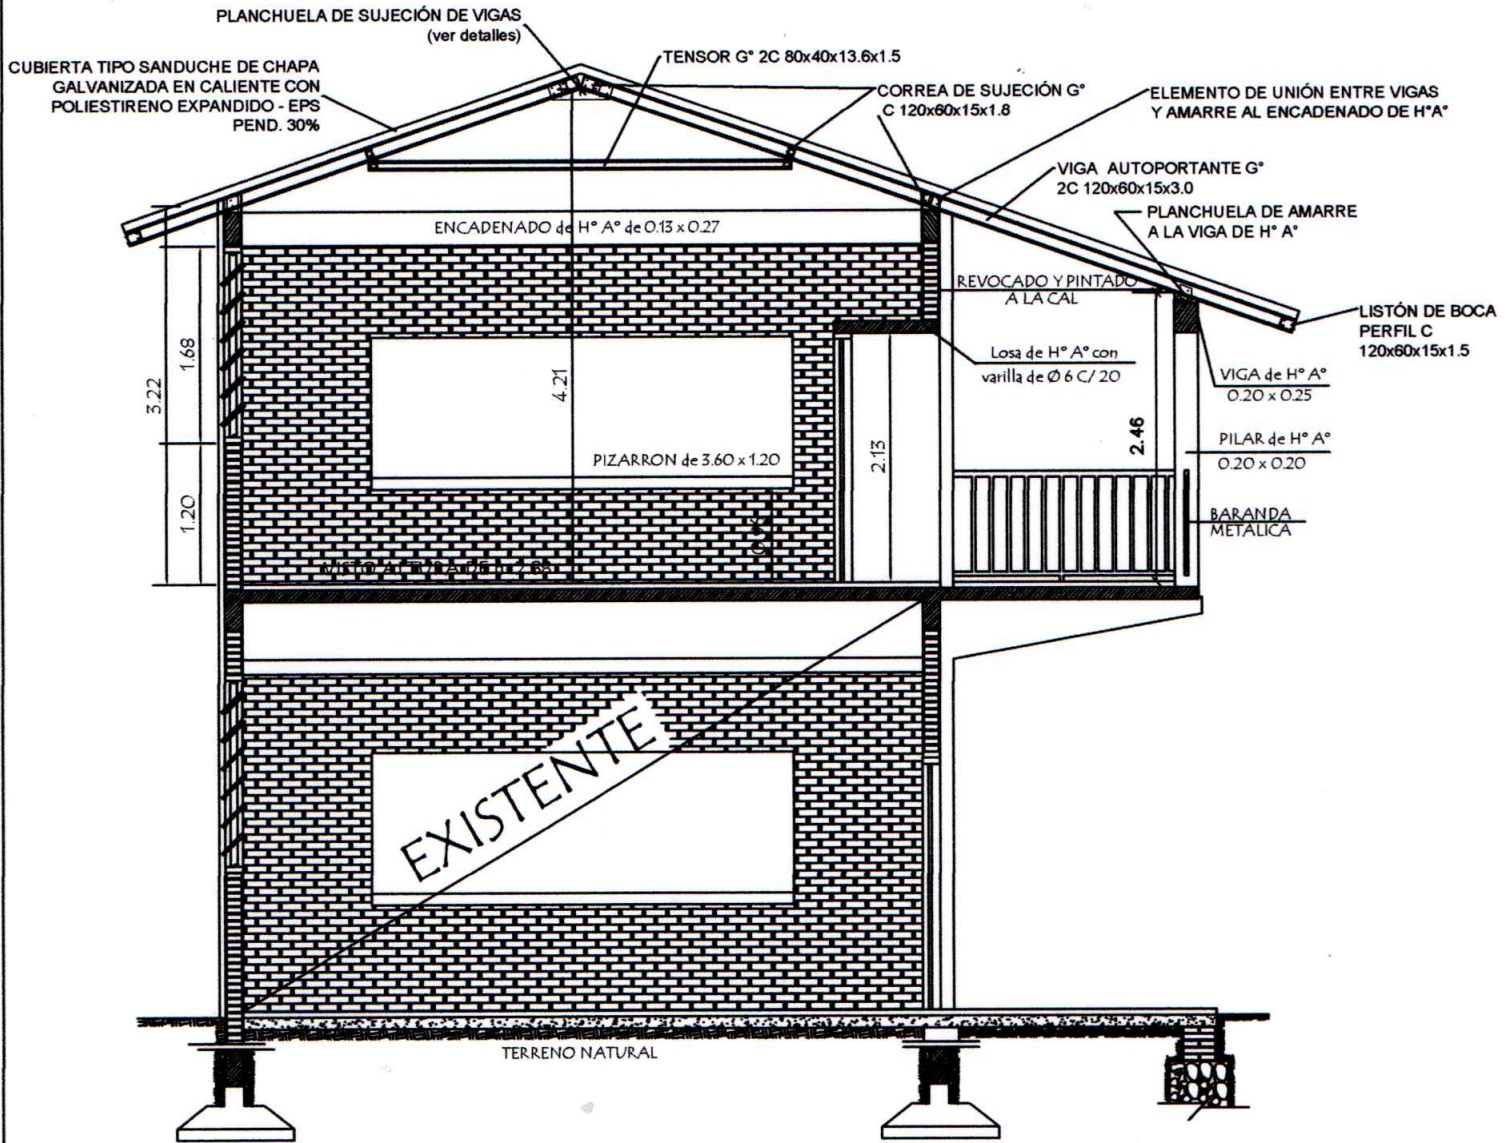 PLANCHUELA DE SUJECIÓN DE VIGAS
(ver detalles)
CUBIERTA TIPO SANDUCHE DE CHAPA
GALVANIZADA EN CALIENTE CON
POLIESTIRENO EXPANDIDO - EPS
PEND. 30%
TENSOR G° 2C 80x40x13.6x1.5
CORREA DE SUJECIÓN G°
C 120x60x15x1.8
ELEMENTO DE UNIÓN ENTRE VIGAS
Y AMARRE AL ENCADENADO DE H°A°
VIGA AUTOPORTANTE G°
2C 120x60x15x3.0
PLANCHUELA DE AMARRE
A LA VIGA DE H° A°
ENCADENADO de H° A° de 0.13 x 0.27
REVOCADO Y PINTADO
A LA CAL
LISTÓN DE BOCA
PERFIL C
120x60x15x1.5
Losa de H° A° con
varilla de Ø 6 C/ 20
VIGA de H° A°
0.20 x 0.25
3.22
1.68
4.21
2.13
2.46
PILAR de H° A°
0.20 x 0.20
PIZARRON de 3.60 x 1.20
1.20
BARANDA
METALICA
EXISTENTE
TERRENO NATURAL